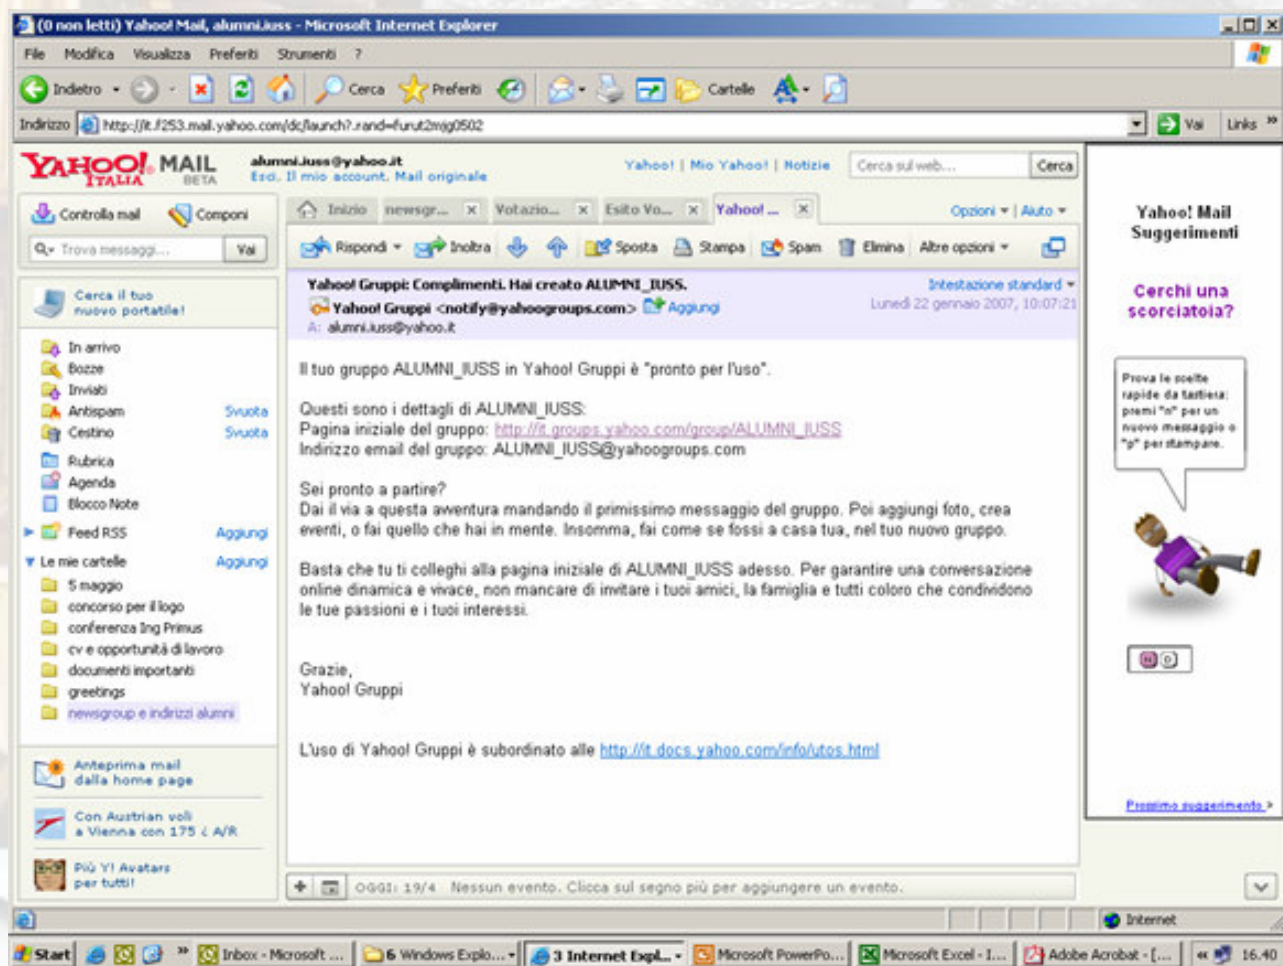 (0 non letti) Yahoo! Mail, alumni.iuss - Microsoft Internet Explorer
File Modifica Visualizza Preferiti Strumenti ?
Indietro Cerca Preferiti Cartelle
Indirizzo http://it.f253.mail.yahoo.com/dc/launch?.rand=furut2mjg0502 Vai Links »
YAHOO! MAIL
ITALIA BETA
alumni.iuss@yahoo.it
Esci. Il mio account. Mail originale
Yahoo! | Mio Yahoo! | Notizie Cerca sul web... Cerca
Controlla mail Componi
Trova messaggi... Vai
Inizio newsgr... x Votazio... x Esito Vo... x Yahoo! ... x Opzioni | Aiuto
Rispondi Inoltra Sposta Stampa Spam Elimina Altre opzioni
Cerca il tuo
nuovo portatile!
In arrivo
Bozze
Inviati
Antispam Svuota
Cestino Svuota
Rubrica
Agenda
Blocco Note
Feed RSS Aggiungi
Le mie cartelle Aggiungi
5 maggio
concorso per il logo
conferenza Ing Primus
cv e opportunità di lavoro
documenti importanti
greetings
newsgroup e indirizzi alumni
Anteprima mail
dalla home page
Con Austrian voli
a Vienna con 175 ¿ A/R
Più Y! Avatars
per tutti!
Yahoo! Gruppi: Complimenti. Hai creato ALUMNI_IUSS. Intestazione standard
Yahoo! Gruppi <notify@yahoogroups.com> Aggiungi Lunedì 22 gennaio 2007, 10:07:21
A: alumni.iuss@yahoo.it
Il tuo gruppo ALUMNI_IUSS in Yahoo! Gruppi è "pronto per l'uso".
Questi sono i dettagli di ALUMNI_IUSS:
Pagina iniziale del gruppo: http://it.groups.yahoo.com/group/ALUMNI_IUSS
Indirizzo email del gruppo: ALUMNI_IUSS@yahoogroups.com
Sei pronto a partire?
Dai il via a questa avventura mandando il primissimo messaggio del gruppo. Poi aggiungi foto, crea
eventi, o fai quello che hai in mente. Insomma, fai come se fossi a casa tua, nel tuo nuovo gruppo.
Basta che tu ti colleghi alla pagina iniziale di ALUMNI_IUSS adesso. Per garantire una conversazione
online dinamica e vivace, non mancare di invitare i tuoi amici, la famiglia e tutti coloro che condividono
le tue passioni e i tuoi interessi.
Grazie,
Yahoo! Gruppi
L'uso di Yahoo! Gruppi è subordinato alle http://it.docs.yahoo.com/info/utos.html
OGGI: 19/4 Nessun evento. Clicca sul segno più per aggiungere un evento.
Yahoo! Mail
Suggerimenti
Cerchi una
scorciatoia?
Prova le scelte
rapide da tastiera:
premi "n" per un
nuovo messaggio o
"p" per stampare.
Prossimo suggerimento >
Internet
Start » Inbox - Microsoft ... 6 Windows Explo... 3 Internet Expl... Microsoft PowerPo... Microsoft Excel - I... Adobe Acrobat - [... « 16.40